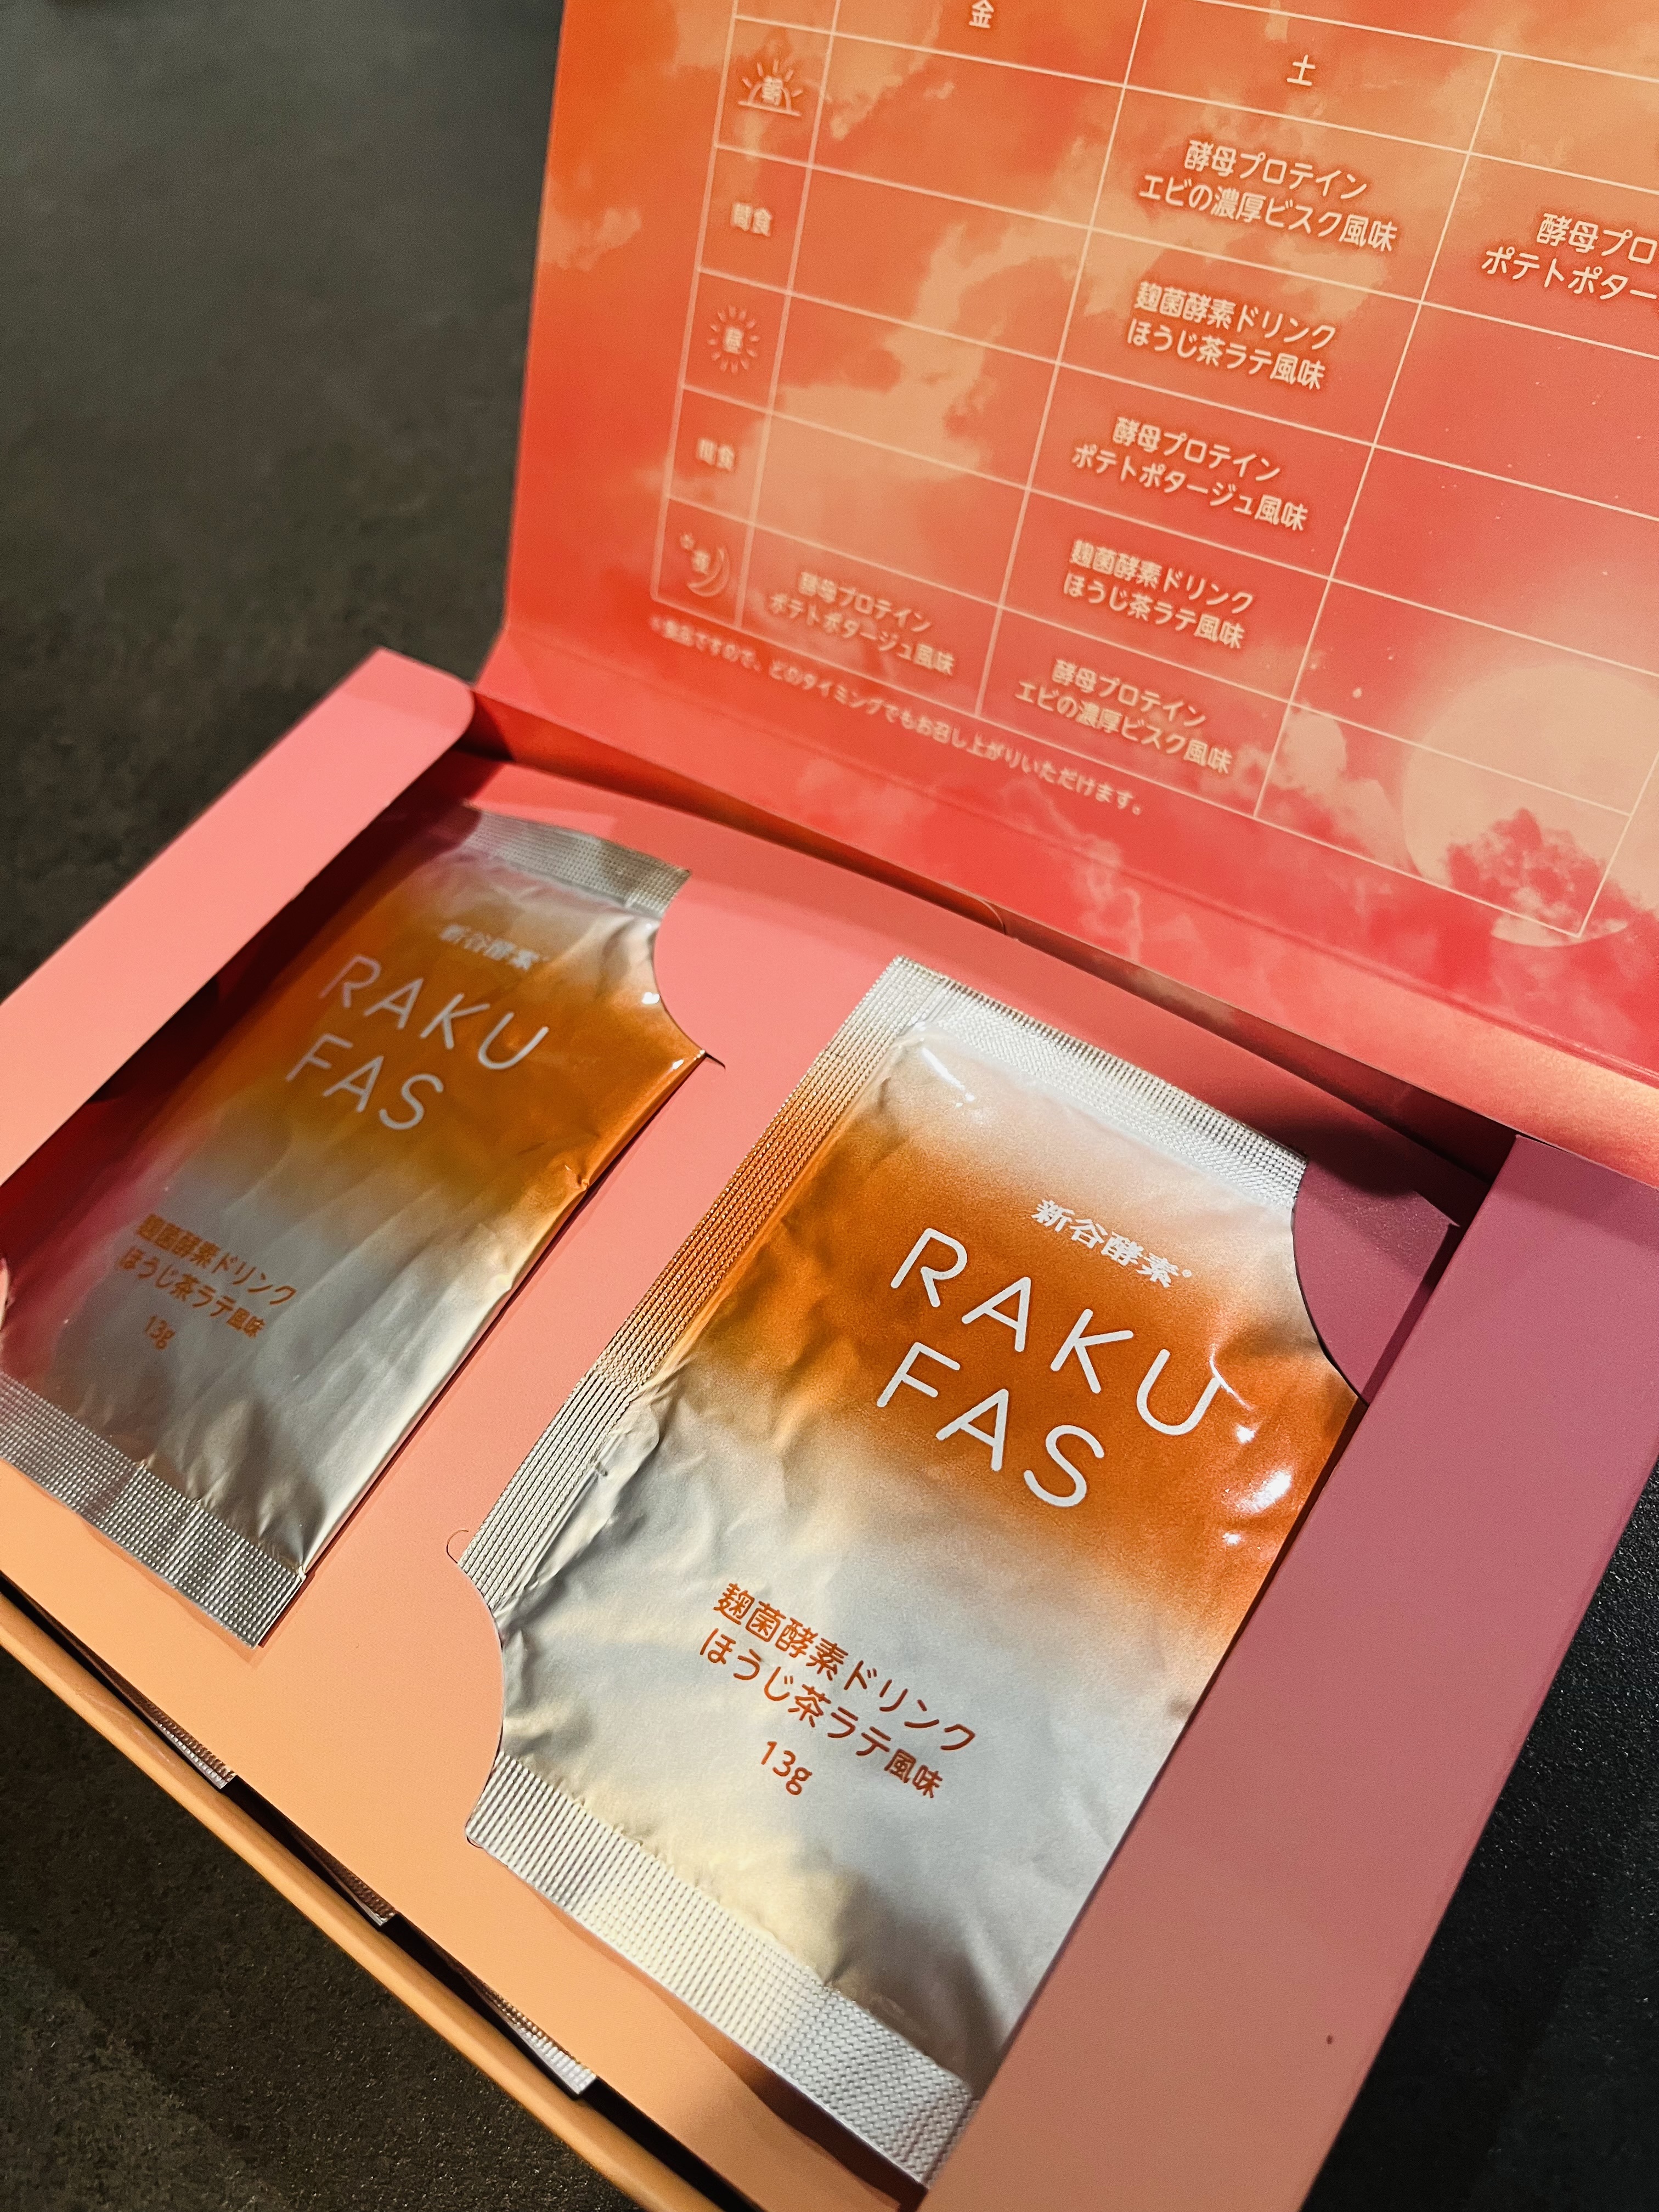 金
土
朝
酵母プロテイン
エビの濃厚ビスク風味
酵母プロ
ポテトポター
間食
麹菌酵素ドリンク
ほうじ茶ラテ風味
昼
酵母プロテイン
ポテトポタージュ風味
間食
麹菌酵素ドリンク
ほうじ茶ラテ風味
夜
酵母プロテイン
ポテトポタージュ風味
酵母プロテイン
エビの濃厚ビスク風味
※食品ですので、どのタイミングでもお召し上がりいただけます。
新谷酵素
RAKU
FAS
麹菌酵素ドリンク
ほうじ茶ラテ風味
13g
新谷酵素®
RAKU
FAS
麹菌酵素ドリンク
ほうじ茶ラテ風味
13g